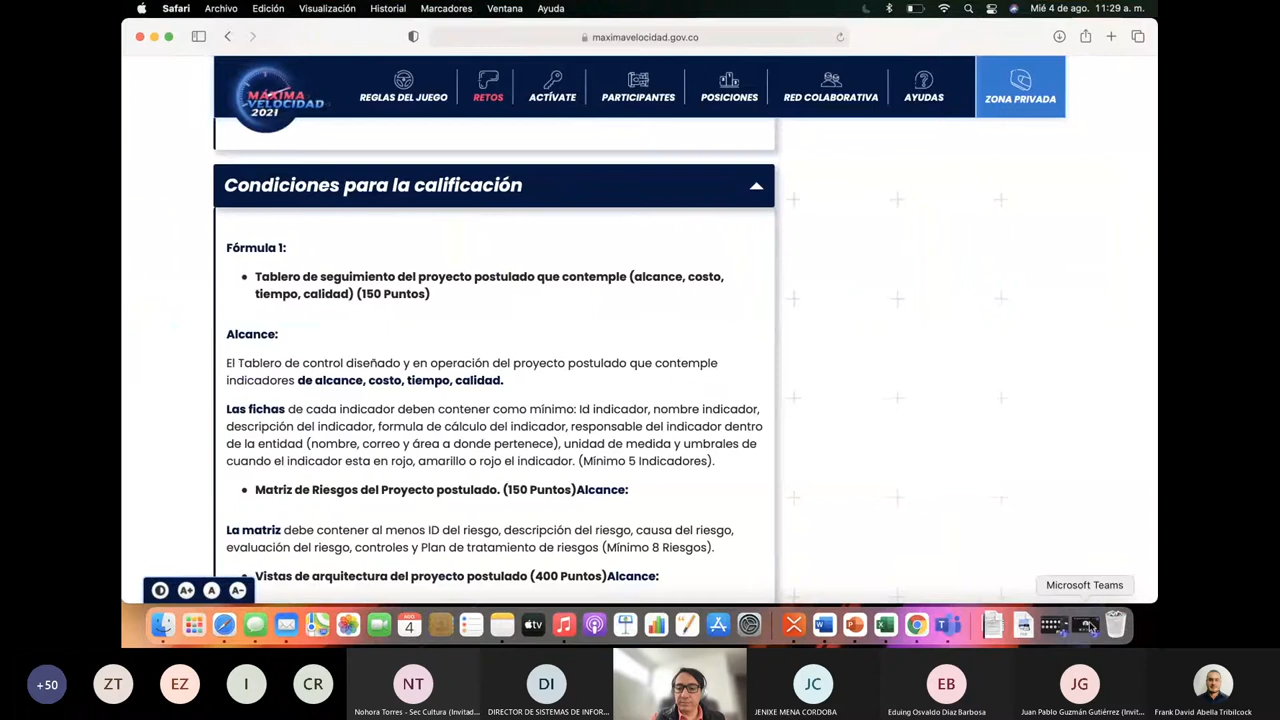 Safari Archivo Edición Visualización Historial Marcadores Ventana Ayuda Mié 4 de ago. 11:29 a. m.
maximavelocidad.gov.co
MÁXIMA
VELOCIDAD
2021
REGLAS DEL JUEGO RETOS ACTÍVATE PARTICIPANTES POSICIONES RED COLABORATIVA AYUDAS ZONA PRIVADA
Condiciones para la calificación
Fórmula 1:
• Tablero de seguimiento del proyecto postulado que contemple (alcance, costo,
tiempo, calidad) (150 Puntos)
Alcance:
El Tablero de control diseñado y en operación del proyecto postulado que contemple
indicadores de alcance, costo, tiempo, calidad.
Las fichas de cada indicador deben contener como mínimo: Id indicador, nombre indicador,
descripción del indicador, formula de cálculo del indicador, responsable del indicador dentro
de la entidad (nombre, correo y área a donde pertenece), unidad de medida y umbrales de
cuando el indicador esta en rojo, amarillo o rojo el indicador. (Mínimo 5 Indicadores).
• Matriz de Riesgos del Proyecto postulado. (150 Puntos)Alcance:
La matriz debe contener al menos ID del riesgo, descripción del riesgo, causa del riesgo,
evaluación del riesgo, controles y Plan de tratamiento de riesgos (Mínimo 8 Riesgos).
• Vistas de arquitectura del proyecto postulado (400 Puntos)Alcance:
A+ A A-
Microsoft Teams
AGO
4
tv
+50 ZT EZ I CR NT DI JC EB JG
Nohora Torres - Sec Cultura (Invitad... DIRECTOR DE SISTEMAS DE INFOR... JENIXE MENA CORDOBA Eduing Osvaldo Diaz Barbosa Juan Pablo Guzmán Gutiérrez (Invit... Frank David Abella Tribilcock